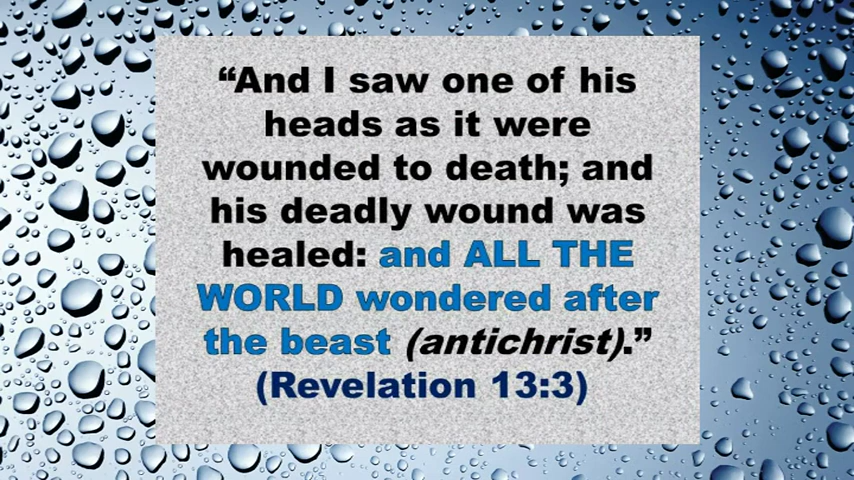 “And I saw one of his
heads as it were
wounded to death; and
his deadly wound was
healed: and ALL THE
WORLD wondered after
the beast (antichrist).”
(Revelation 13:3)